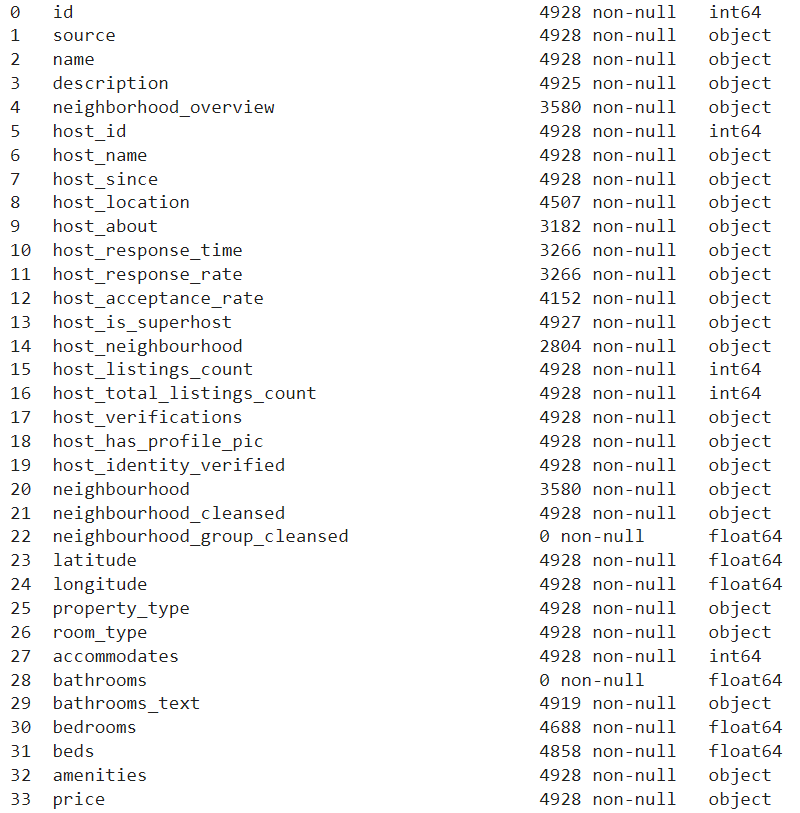 0 id 4928 non-null int64
1 source 4928 non-null object
2 name 4928 non-null object
3 description 4925 non-null object
4 neighborhood_overview 3580 non-null object
5 host_id 4928 non-null int64
6 host_name 4928 non-null object
7 host_since 4928 non-null object
8 host_location 4507 non-null object
9 host_about 3182 non-null object
10 host_response_time 3266 non-null object
11 host_response_rate 3266 non-null object
12 host_acceptance_rate 4152 non-null object
13 host_is_superhost 4927 non-null object
14 host_neighbourhood 2804 non-null object
15 host_listings_count 4928 non-null int64
16 host_total_listings_count 4928 non-null int64
17 host_verifications 4928 non-null object
18 host_has_profile_pic 4928 non-null object
19 host_identity_verified 4928 non-null object
20 neighbourhood 3580 non-null object
21 neighbourhood_cleansed 4928 non-null object
22 neighbourhood_group_cleansed 0 non-null float64
23 latitude 4928 non-null float64
24 longitude 4928 non-null float64
25 property_type 4928 non-null object
26 room_type 4928 non-null object
27 accommodates 4928 non-null int64
28 bathrooms 0 non-null float64
29 bathrooms_text 4919 non-null object
30 bedrooms 4688 non-null float64
31 beds 4858 non-null float64
32 amenities 4928 non-null object
33 price 4928 non-null object